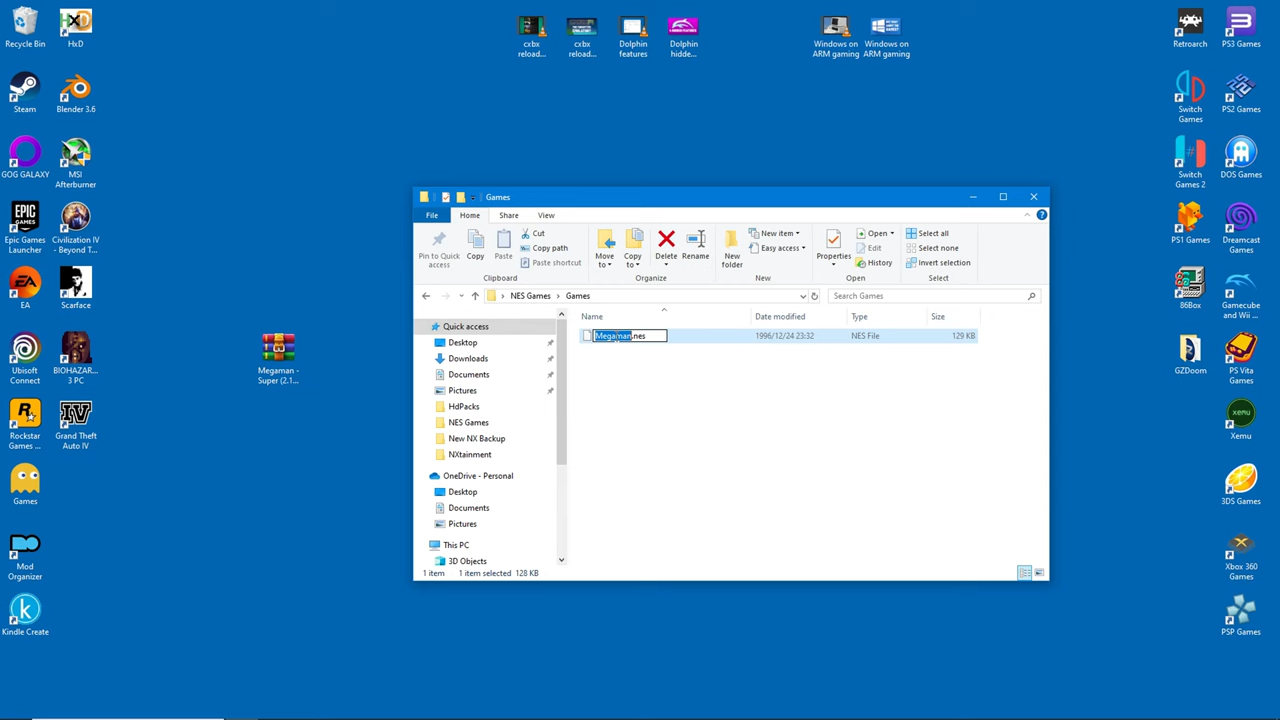 Recycle Bin
HxD
cxbx
reload...
cxbx
reload...
Dolphin
features
Dolphin
hidde...
Windows on
ARM gaming
Windows on
ARM gaming
Retroarch
PS3 Games
Steam
Blender 3.6
Switch
Games
PS2 Games
GOG GALAXY
MSI
Afterburner
Switch
Games 2
DOS Games
Epic Games
Launcher
Civilization IV
- Beyond T...
PS1 Games
Dreamcast
Games
EA
Scarface
86Box
Gamecube
and Wii ...
Ubisoft
Connect
BIOHAZAR...
3 PC
Megaman -
Super (2.1...
GZDoom
PS Vita
Games
Rockstar
Games ...
Grand Theft
Auto IV
Xemu
Games
3DS Games
Mod
Organizer
Xbox 360
Games
Kindle Create
PSP Games
Games
File
Home
Share
View
Pin to Quick
access
Copy
Paste
Cut
Copy path
Paste shortcut
Clipboard
Move
to
Copy
to
Delete
Rename
Organize
New
folder
New item
Easy access
New
Properties
Open
Edit
History
Open
Select all
Select none
Invert selection
Select
NES Games
Games
Search Games
Name
Date modified
Type
Size
Megaman.nes
1996/12/24 23:32
NES File
129 KB
Quick access
Desktop
Downloads
Documents
Pictures
HdPacks
NES Games
New NX Backup
NXtainment
OneDrive - Personal
Desktop
Documents
Pictures
This PC
3D Objects
1 item
1 item selected 128 KB